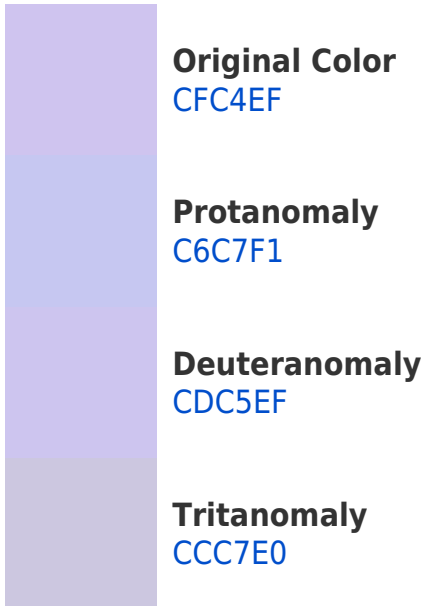 Original Color
CFC4EF
Protanomaly
C6C7F1
Deuteranomaly
CDC5EF
Tritanomaly
CCC7E0